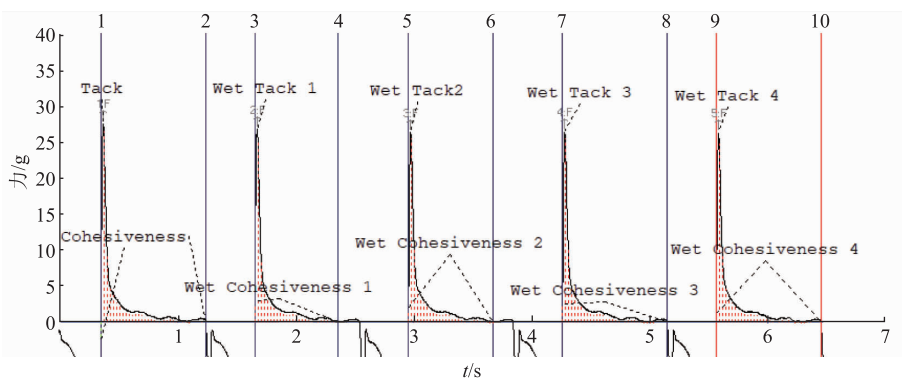 1 2 3 4 5 6 7 8 9 10
40
35
30
25
20
15
10
5
0
力/g
Tack
Wet Tack 1
Wet Tack2
Wet Tack 3
Wet Tack 4
Cohesiveness
Wet Cohesiveness 1
Wet Cohesiveness 2
Wet Cohesiveness 3
Wet Cohesiveness 4
1 2 3 4 5 6 7
t/s